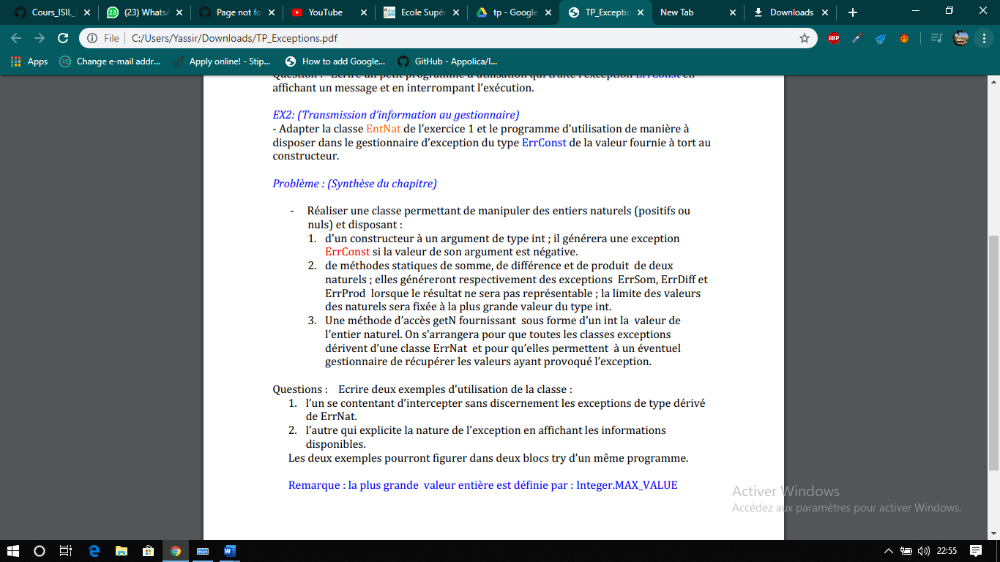 Cours_ISIL_
(23) Whats
Page not fo
YouTube
Ecole Supér
tp - Google
TP_Exceptio
New Tab
Downloads
File
C:/Users/Yassir/Downloads/TP_Exceptions.pdf
ABP
Apps
Change e-mail addr...
Apply online! - Stip...
How to add Google...
GitHub - Appolica/I...
Question : Ecrire un petit programme d'utilisation qui traite l'exception ErrConst en
affichant un message et en interrompant l'exécution.
EX2: (Transmission d'information au gestionnaire)
- Adapter la classe EntNat de l'exercice 1 et le programme d'utilisation de manière à
disposer dans le gestionnaire d'exception du type ErrConst de la valeur fournie à tort au
constructeur.
Problème : (Synthèse du chapitre)
- Réaliser une classe permettant de manipuler des entiers naturels (positifs ou
nuls) et disposant :
1. d'un constructeur à un argument de type int ; il générera une exception
ErrConst si la valeur de son argument est négative.
2. de méthodes statiques de somme, de différence et de produit de deux
naturels ; elles généreront respectivement des exceptions ErrSom, ErrDiff et
ErrProd lorsque le résultat ne sera pas représentable ; la limite des valeurs
des naturels sera fixée à la plus grande valeur du type int.
3. Une méthode d'accès getN fournissant sous forme d'un int la valeur de
l'entier naturel. On s'arrangera pour que toutes les classes exceptions
dérivent d'une classe ErrNat et pour qu'elles permettent à un éventuel
gestionnaire de récupérer les valeurs ayant provoqué l'exception.
Questions : Ecrire deux exemples d'utilisation de la classe :
1. l'un se contentant d'intercepter sans discernement les exceptions de type dérivé
de ErrNat.
2. l'autre qui explicite la nature de l'exception en affichant les informations
disponibles.
Les deux exemples pourront figurer dans deux blocs try d'un même programme.
Remarque : la plus grande valeur entière est définie par : Integer.MAX_VALUE
Activer Windows
Accédez aux paramètres pour activer Windows.
22:55